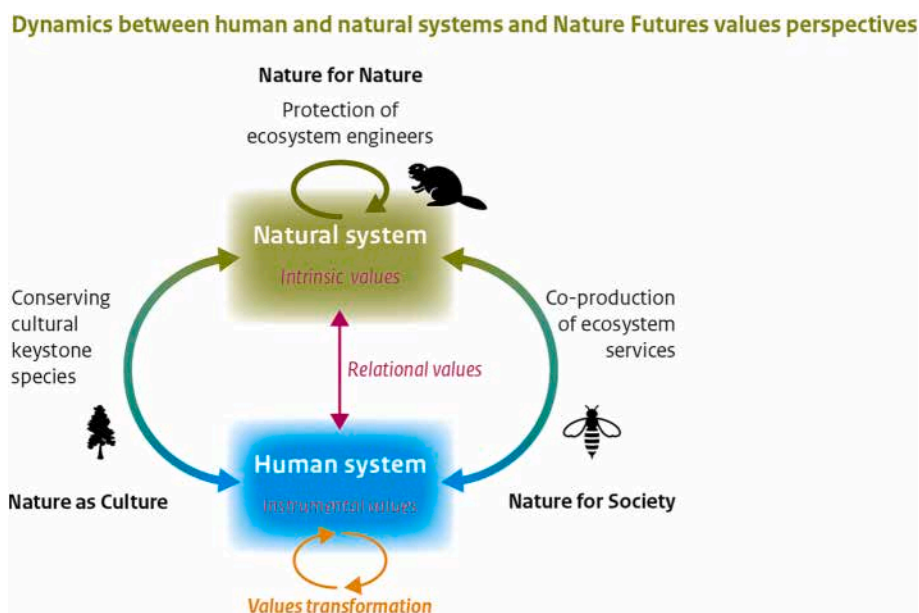 Dynamics between human and natural systems and Nature Futures values perspectives
Nature for Nature
Protection of
ecosystem engineers
Natural system
Intrinsic values
Conserving
cultural
keystone
species
Co-production
of ecosystem
services
Relational values
Human system
Instrumental values
Nature as Culture
Nature for Society
Values transformation